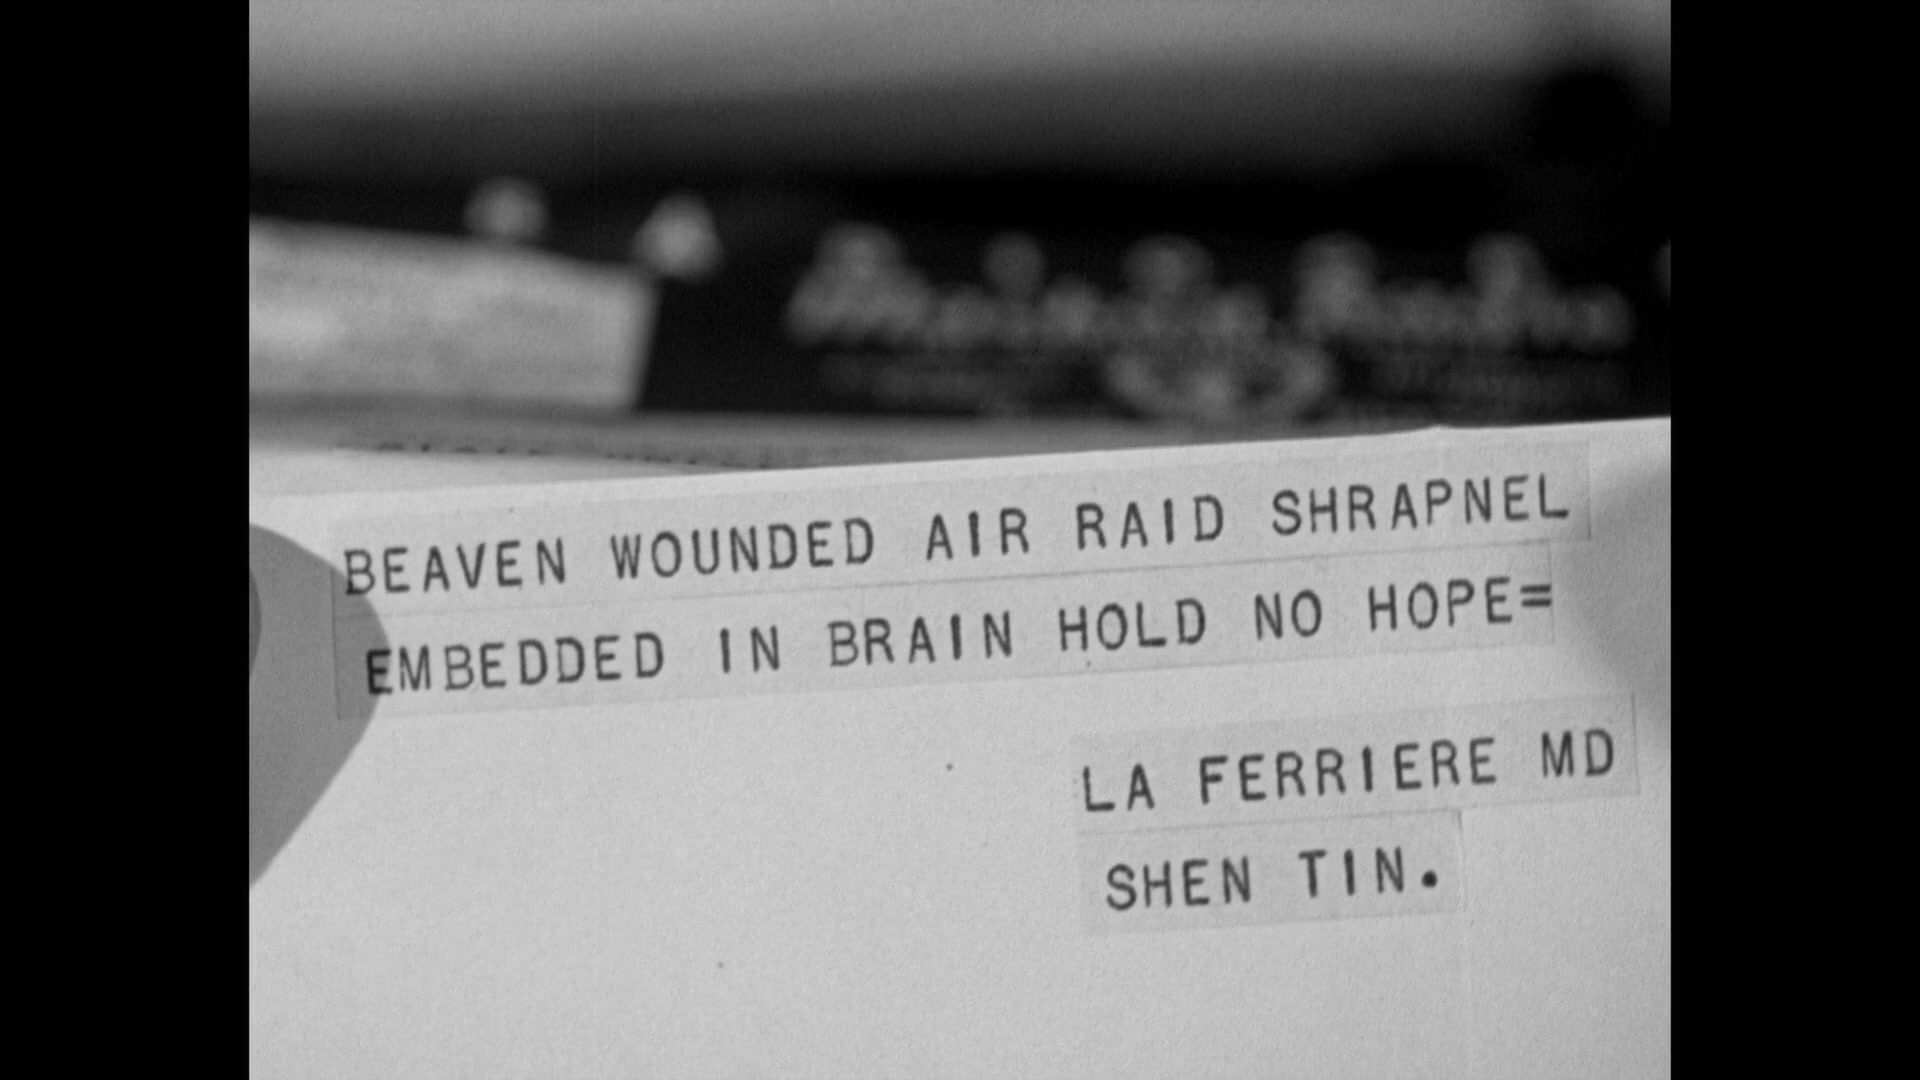 BEAVEN WOUNDED AIR RAID SHRAPNEL
EMBEDDED IN BRAIN HOLD NO HOPE=
LA FERRIERE MD
SHEN TIN.